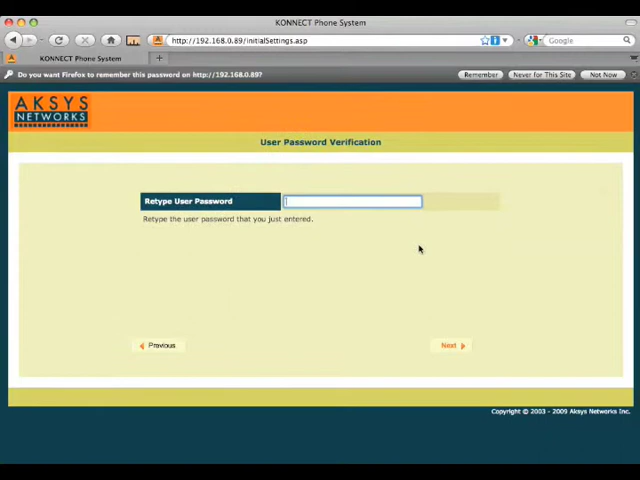 KONNECT Phone System
http://192.168.0.89/initialSettings.asp
Google
KONNECT Phone System
Do you want Firefox to remember this password on http://192.168.0.89?
Remember
Never for This Site
Not Now
AKSYS
NETWORKS
User Password Verification
Retype User Password
Retype the user password that you just entered.
Previous
Next
Copyright © 2003 - 2009 Aksys Networks Inc.